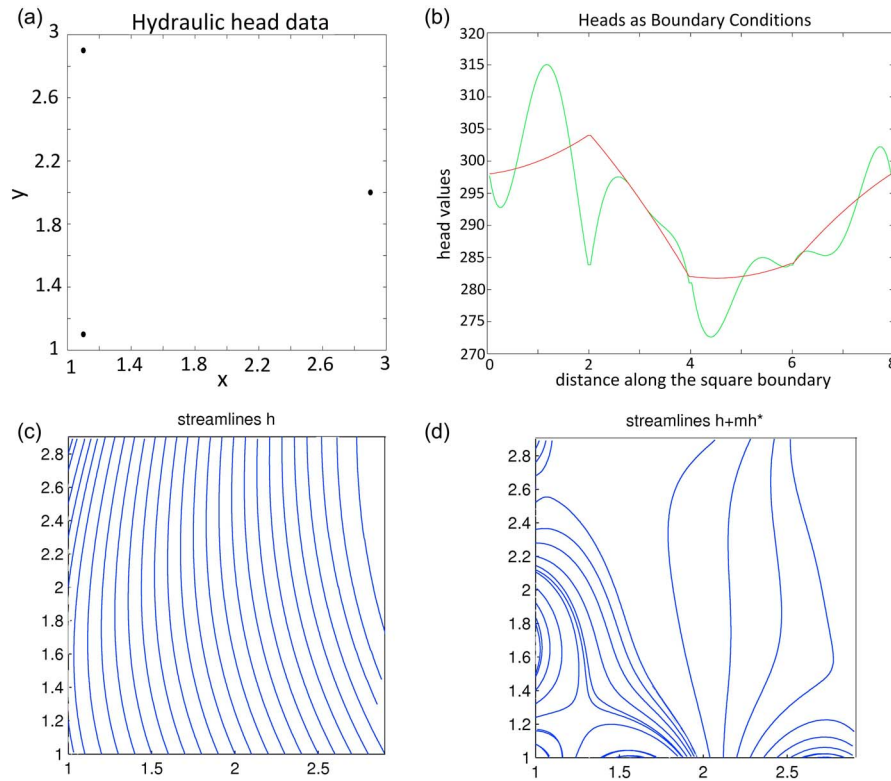 (a)
Hydraulic head data
3
2.6
2.2
y
1.8
1.4
1
1 1.4 1.8 2.2 2.6 3
x
(b)
Heads as Boundary Conditions
320
315
310
305
300
295
290
285
280
275
270
head values
0 2 4 6 8
distance along the square boundary
(c)
streamlines h
2.8
2.6
2.4
2.2
2
1.8
1.6
1.4
1.2
1
1 1.5 2 2.5
(d)
streamlines h+mh*
2.8
2.6
2.4
2.2
2
1.8
1.6
1.4
1.2
1
1 1.5 2 2.5